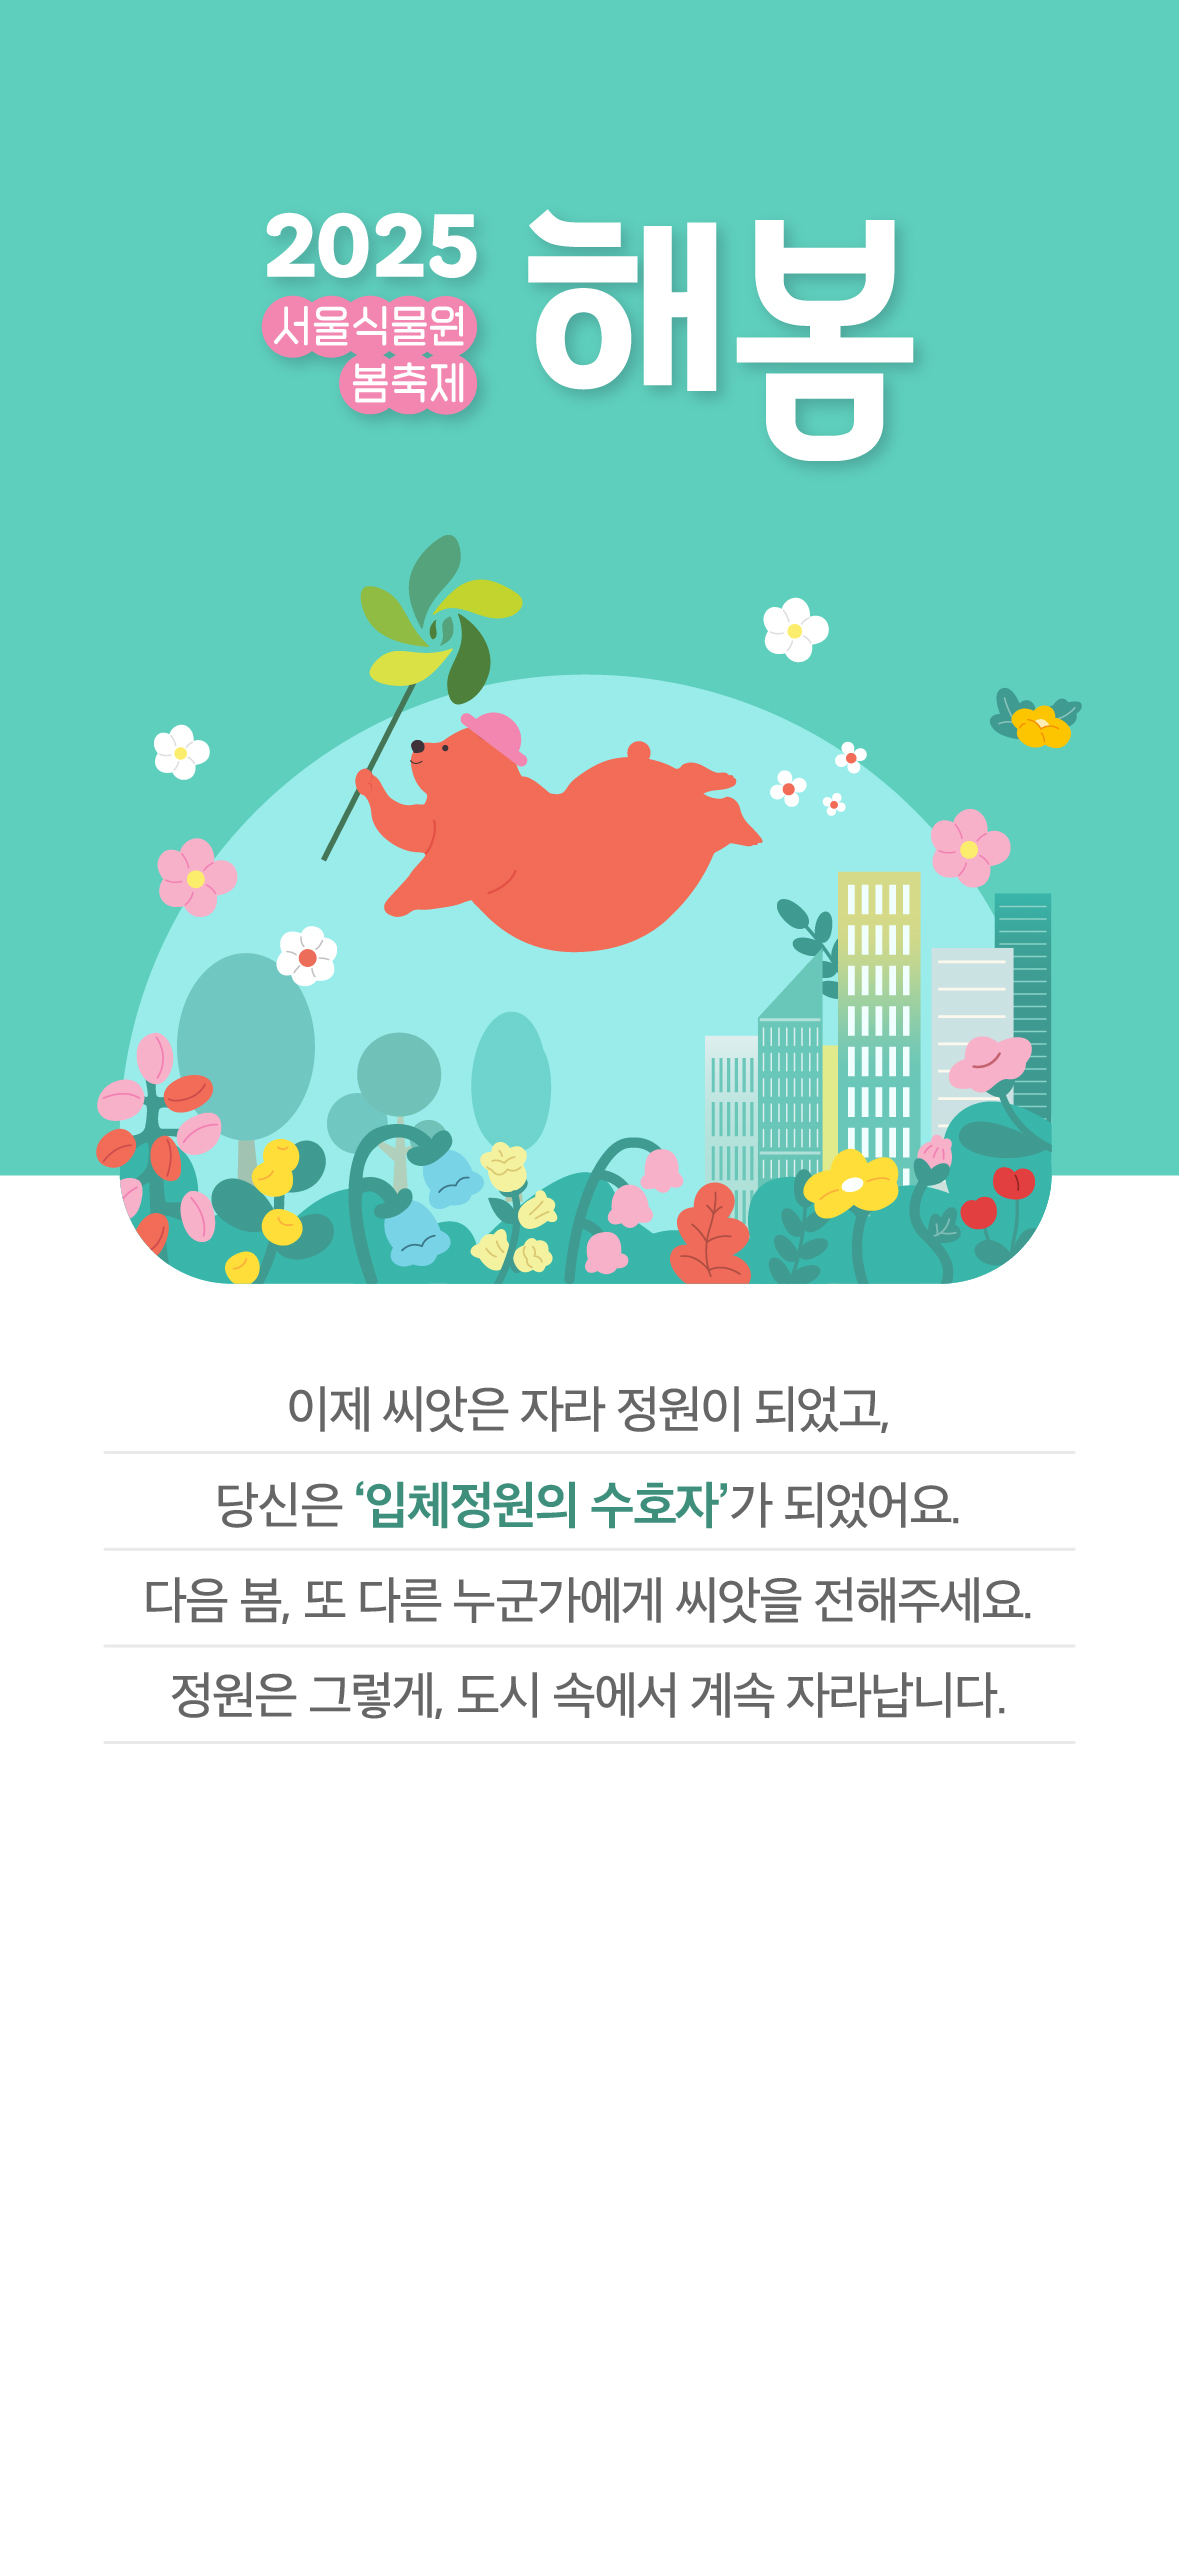 2025
서울식물원
봄축제
해봄
이제 씨앗은 자라 정원이 되었고,
당신은 ‘입체정원의 수호자’가 되었어요.
다음 봄, 또 다른 누군가에게 씨앗을 전해주세요.
정원은 그렇게, 도시 속에서 계속 자라납니다.